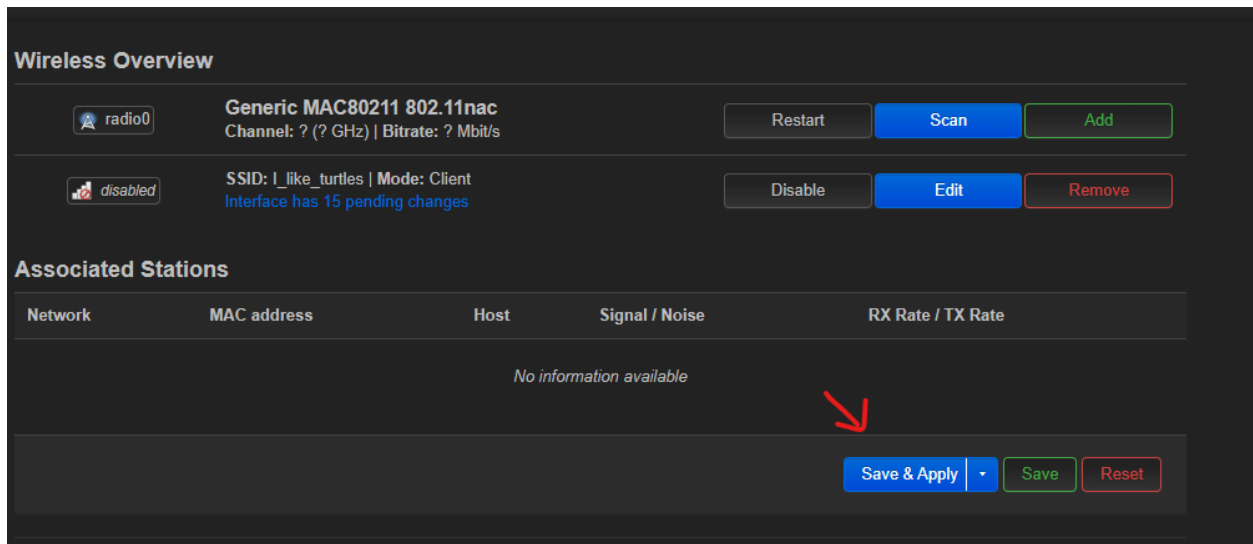 Wireless Overview
radio0
Generic MAC80211 802.11nac
Channel: ? (? GHz) | Bitrate: ? Mbit/s
Restart
Scan
Add
disabled
SSID: I_like_turtles | Mode: Client
Interface has 15 pending changes
Disable
Edit
Remove
Associated Stations
Network MAC address Host Signal / Noise RX Rate / TX Rate
No information available
Save & Apply
Save
Reset